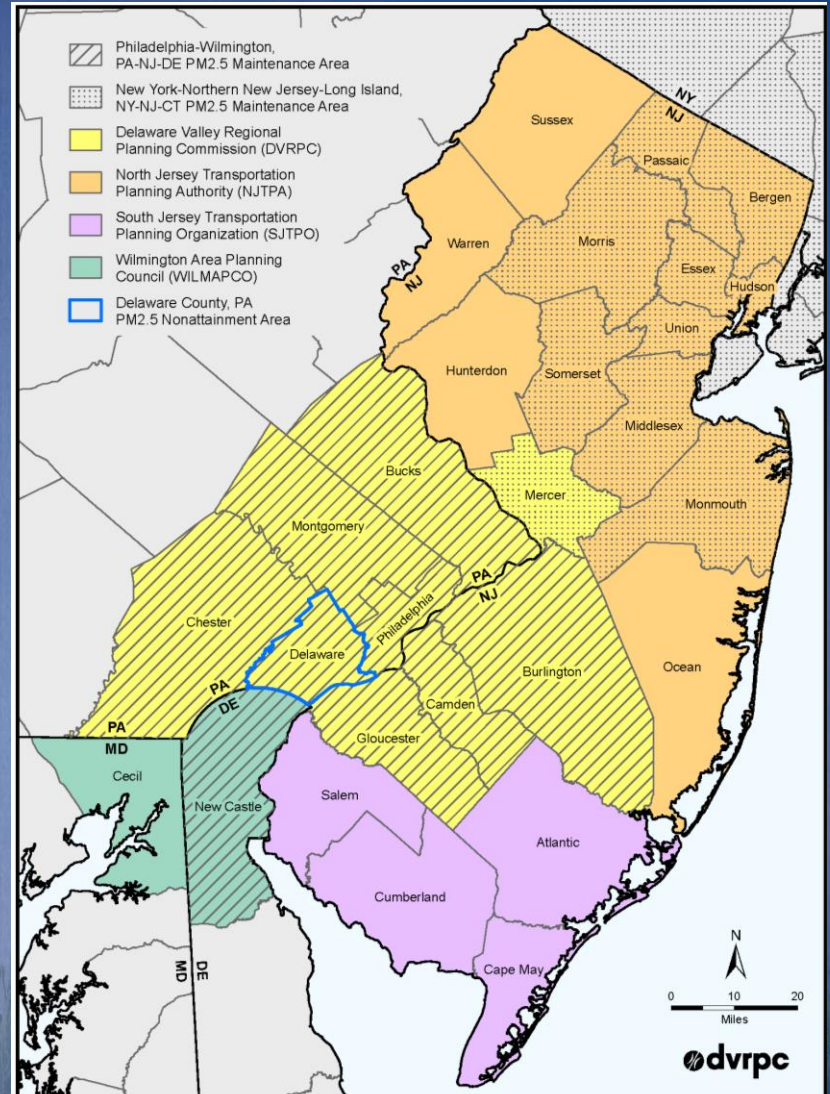 Philadelphia-Wilmington,
PA-NJ-DE PM2.5 Maintenance Area
New York-Northern New Jersey-Long Island,
NY-NJ-CT PM2.5 Maintenance Area
Delaware Valley Regional
Planning Commission (DVRPC)
North Jersey Transportation
Planning Authority (NJTPA)
South Jersey Transportation
Planning Organization (SJTPO)
Wilmington Area Planning
Council (WILMAPCO)
Delaware County, PA
PM2.5 Nonattainment Area
NY
NJ
Sussex
Passaic
Bergen
Warren
Morris
Essex
Hudson
PA
NJ
Union
Hunterdon
Somerset
Middlesex
Bucks
Mercer
Monmouth
Montgomery
PA
NJ
Philadelphia
Chester
Delaware
Burlington
Ocean
PA
DE
Camden
Gloucester
PA
MD
Cecil
New Castle
Salem
Atlantic
Cumberland
Cape May
MD
DE
N
0 10 20
Miles
dvrpc